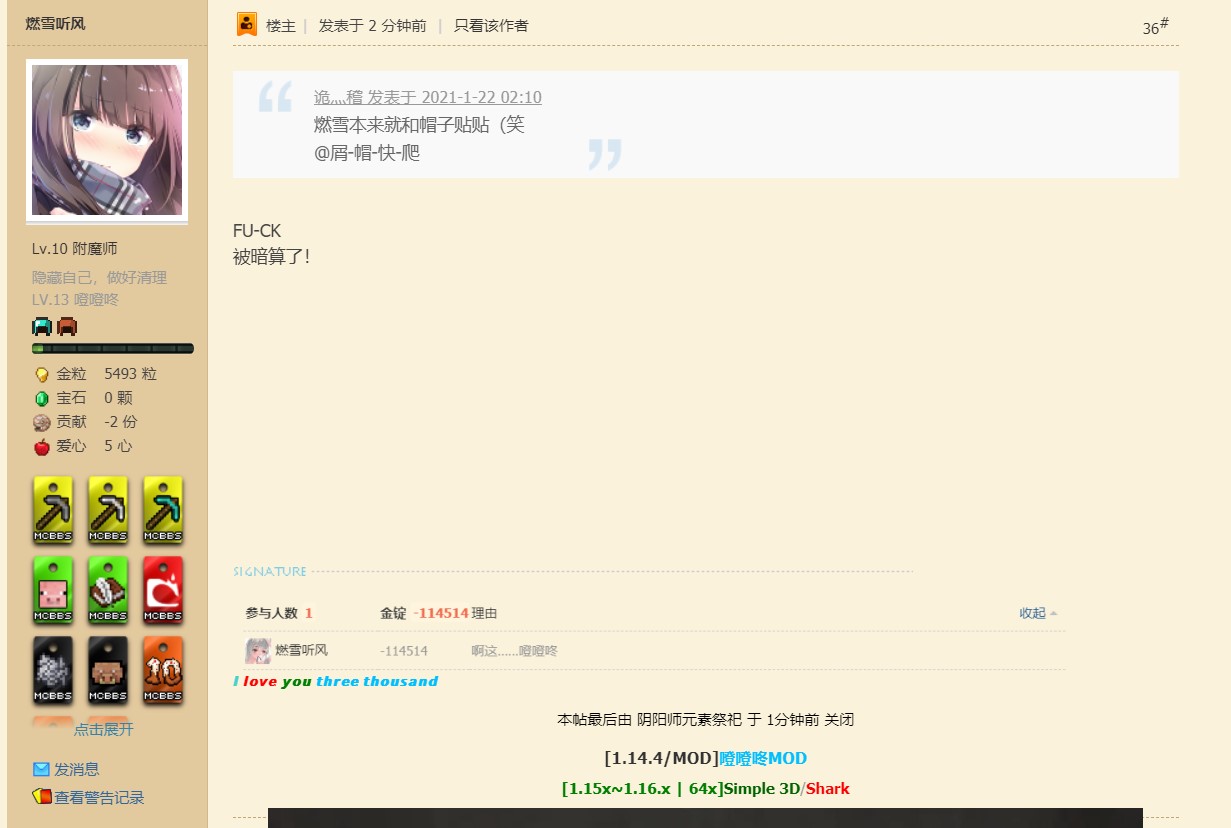 燃雪听风
楼主 | 发表于 2 分钟前 | 只看该作者
36#
诡灬稽 发表于 2021-1-22 02:10
燃雪本来就和帽子贴贴（笑
@屑-帽-快-爬
FU-CK
被暗算了！
Lv.10 附魔师
隐藏自己，做好清理
LV.13 噔噔咚
金粒 5493 粒
宝石 0 颗
贡献 -2 份
爱心 5 心
MCBBS MCBBS MCBBS
MCBBS MCBBS MCBBS
10
MCBBS MCBBS MCBBS
点击展开
发消息
查看警告记录
SIGNATURE
参与人数 1 金锭 -114514 理由 收起
燃雪听风 -114514 啊这……噔噔咚
I love you three thousand
本帖最后由 阴阳师元素祭祀 于 1分钟前 关闭
[1.14.4/MOD]噔噔咚MOD
[1.15x~1.16.x | 64x]Simple 3D/Shark